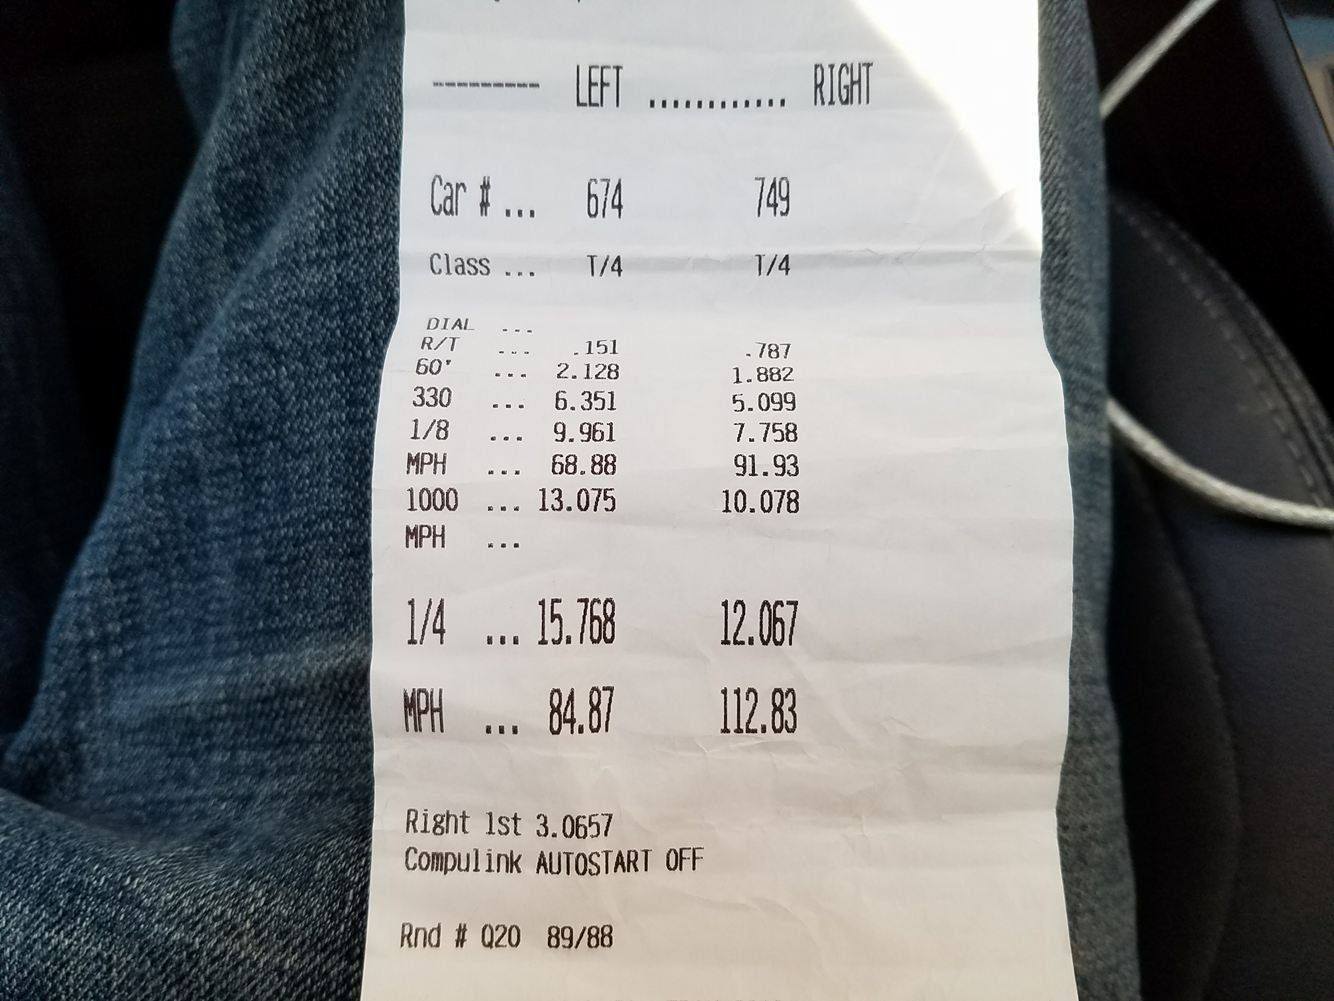 -------- LEFT ............ RIGHT
Car # ... 674 749
Class ... T/4 T/4
DIAL ...
R/T ... .151 .787
60' ... 2.128 1.882
330 ... 6.351 5.099
1/8 ... 9.961 7.758
MPH ... 68.88 91.93
1000 ... 13.075 10.078
MPH ...
1/4 ... 15.768 12.067
MPH ... 84.87 112.83
Right 1st 3.0657
Compulink AUTOSTART OFF
Rnd # Q20 89/88